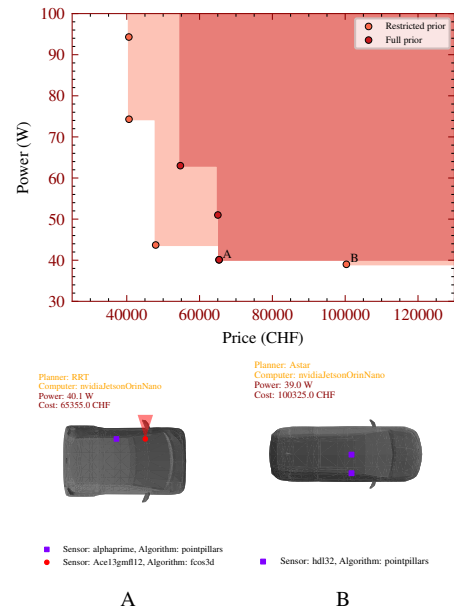 100
90
80
70
60
50
40
30
Power (W)
Restricted prior
Full prior
A
B
40000
60000
80000
100000
120000
Price (CHF)
Planner: RRT
Computer: nvidiaJetsonOrinNano
Power: 40.1 W
Cost: 65355.0 CHF
Planner: Astar
Computer: nvidiaJetsonOrinNano
Power: 39.0 W
Cost: 100325.0 CHF
Sensor: alphaprime, Algorithm: pointpillars
Sensor: Ace13gmfl12, Algorithm: fcos3d
Sensor: hdl32, Algorithm: pointpillars
A
B